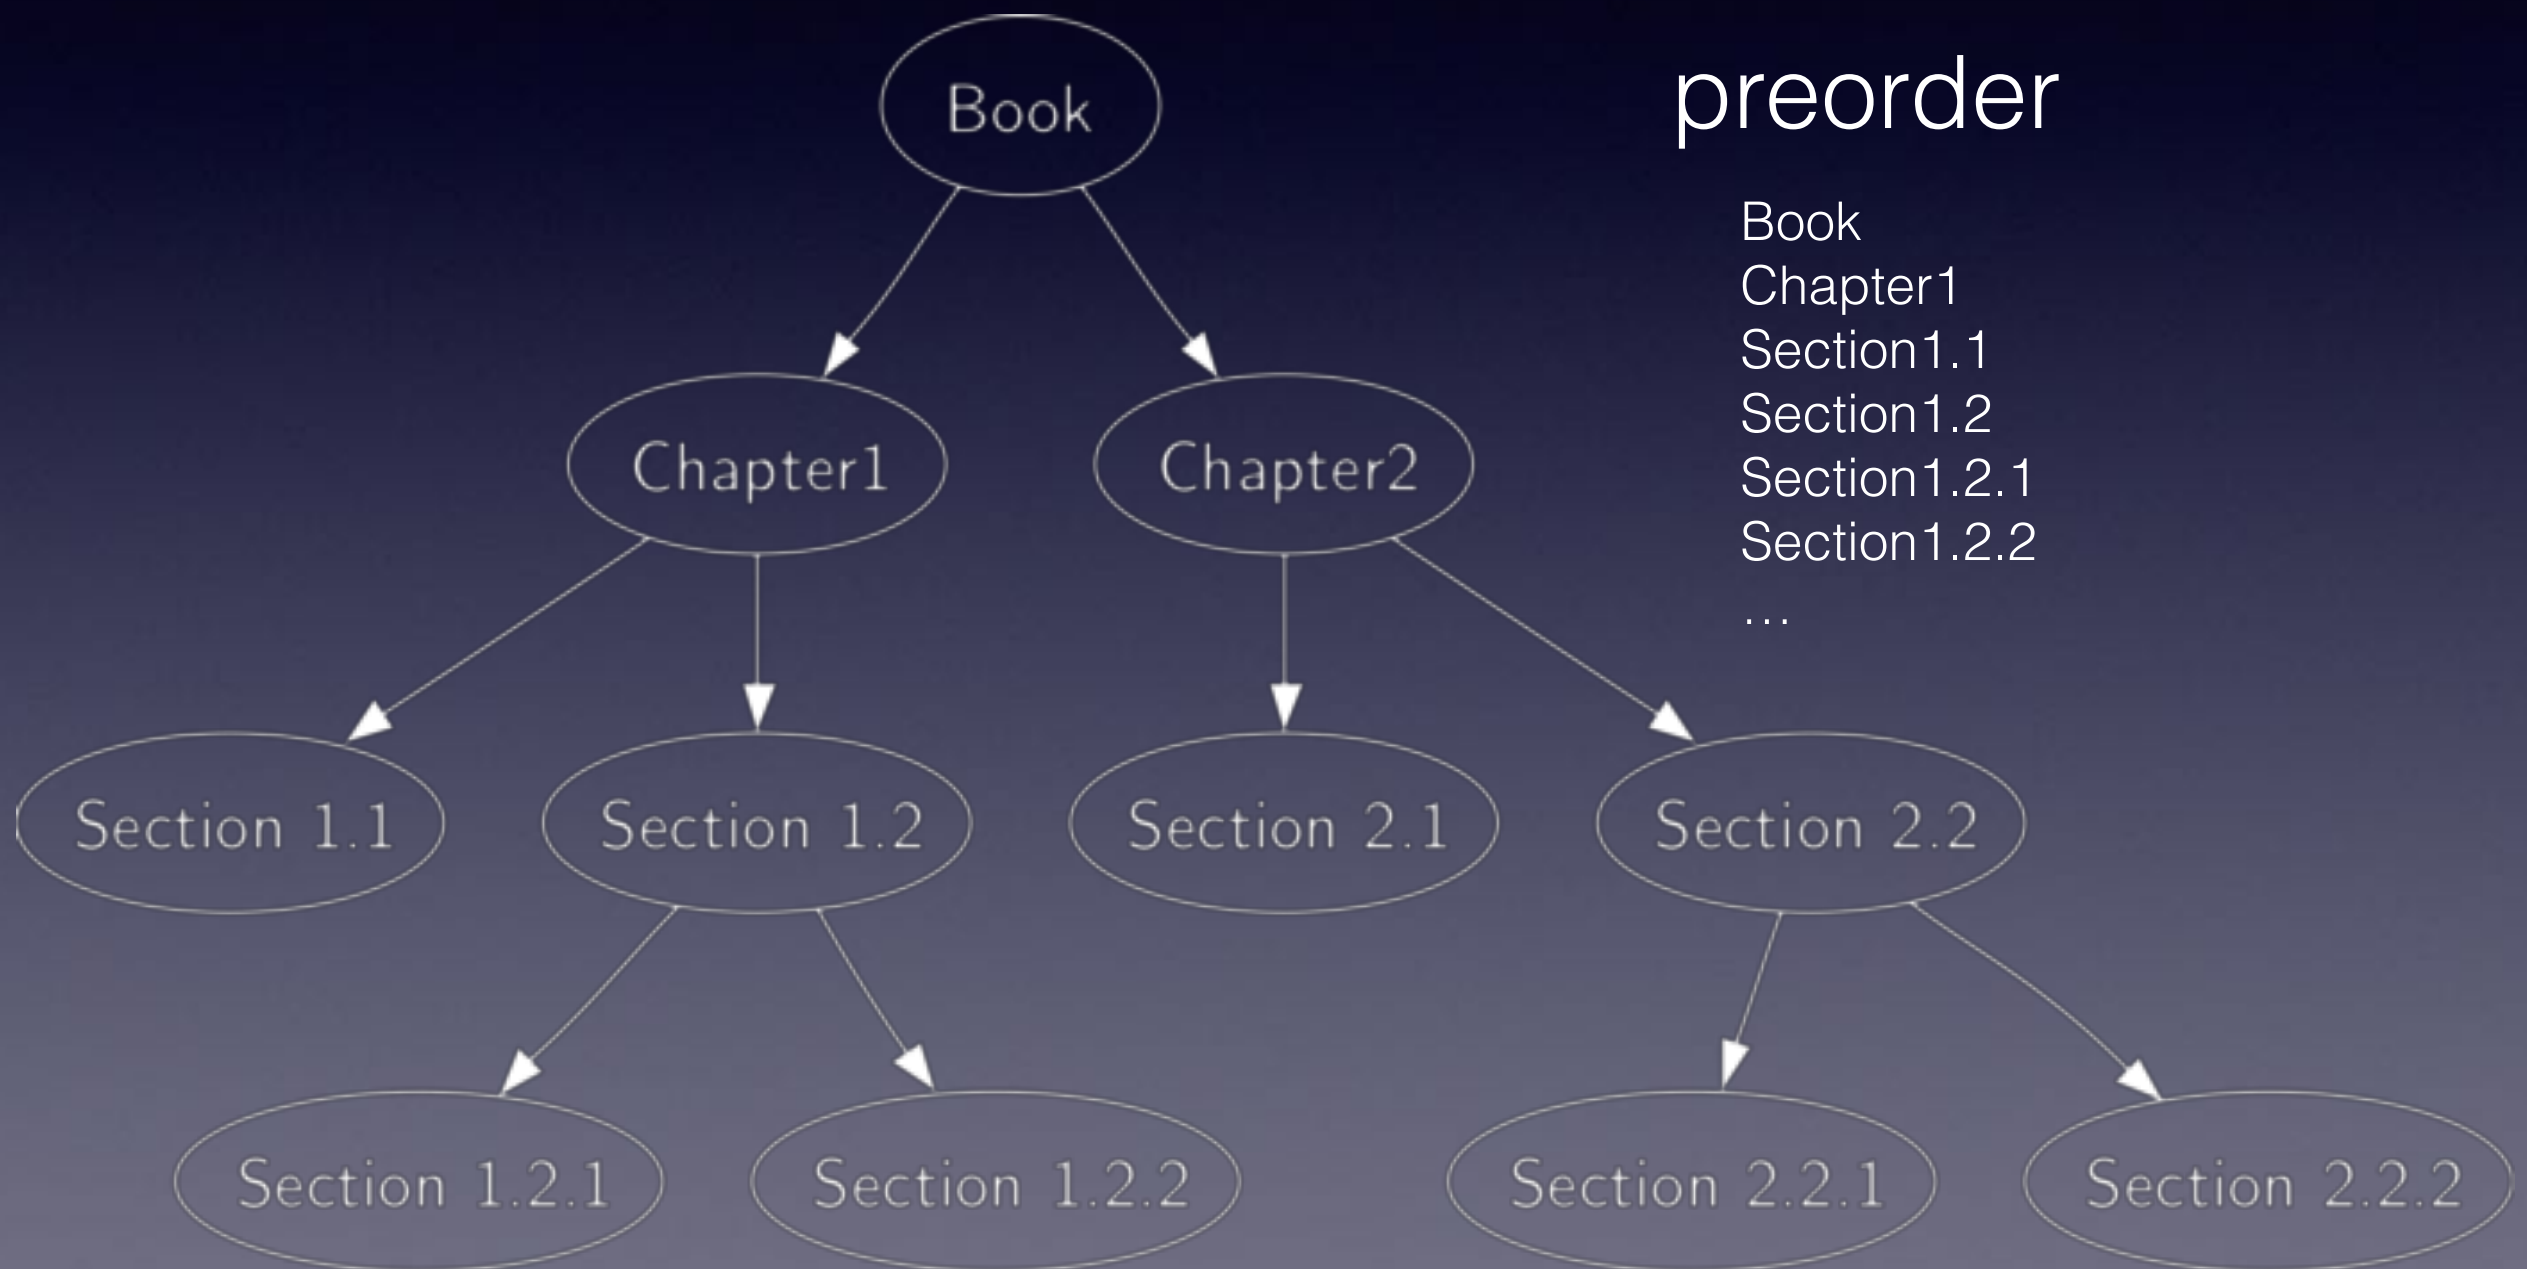 Book
preorder
Book
Chapter1
Section1.1
Section1.2
Section1.2.1
Section1.2.2
…
Chapter1
Chapter2
Section 1.1
Section 1.2
Section 2.1
Section 2.2
Section 1.2.1
Section 1.2.2
Section 2.2.1
Section 2.2.2